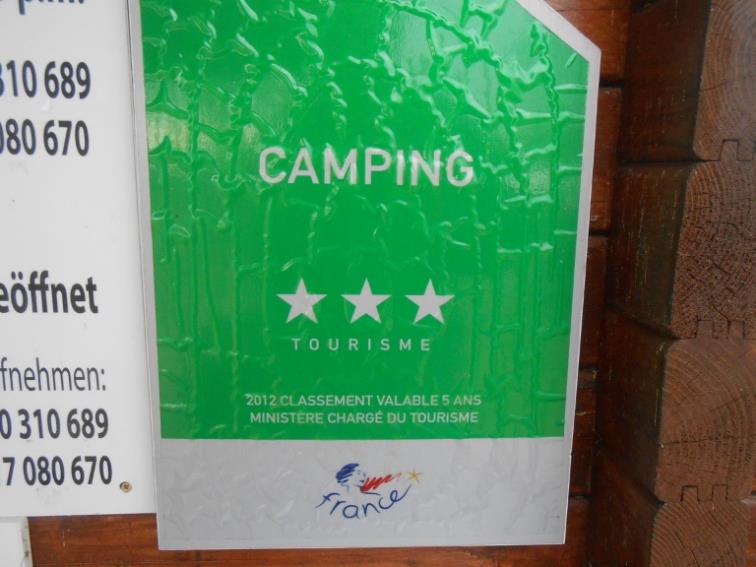 p.m.
310 689
080 670
eöffnet
fnehmen:
0 310 689
7 080 670
CAMPING
TOURISME
2012 CLASSEMENT VALABLE 5 ANS
MINISTÈRE CHARGÉ DU TOURISME
france